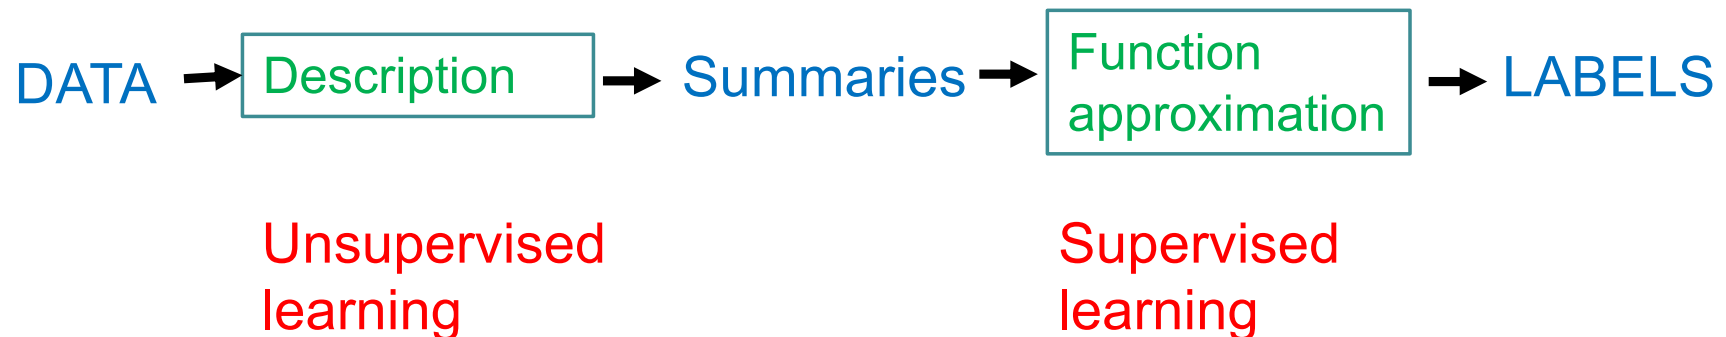 DATA
Description
Summaries
Function
approximation
LABELS
Unsupervised
learning
Supervised
learning